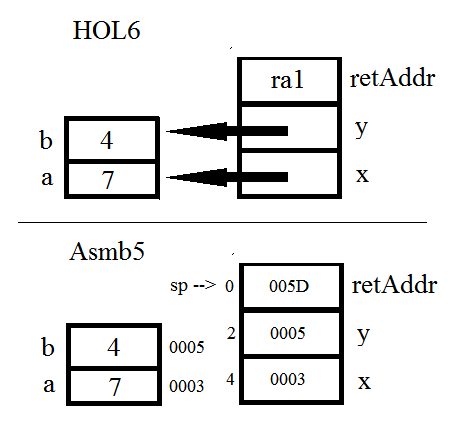 HOL6
ra1 retAddr
b 4 y
a 7 x
Asmb5
sp --> 0 005D retAddr
b 4 0005 2 0005 y
a 7 0003 4 0003 x